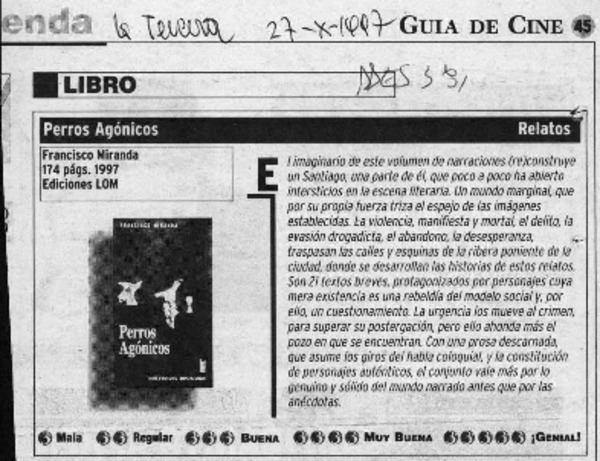 enda la Tercera 27-X-1997 GUIA DE CINE 45
LIBRO
Perros Agónicos Relatos
Francisco Miranda
174 págs. 1997
Ediciones LOM
El imaginario de este volumen de narraciones (re)construye
un Santiago, una parte de él, que poco a poco ha abierto
intersticios en la escena literaria. Un mundo marginal, que
por su propia fuerza triza el espejo de las imágenes
establecidas. La violencia, manifiesta y mortal, el delito, la
evasión drogadicta, el abandono, la desesperanza,
traspasan las calles y esquinas de la ribera poniente de la
ciudad, donde se desarrollan las historias de estos relatos.
Son 21 textos breves, protagonizados por personajes cuya
mera existencia es una rebeldía del modelo social y, por
ello, un cuestionamiento. La urgencia los mueve al crimen,
para superar su postergación, pero ello ahonda más el
pozo en que se encuentran. Con una prosa descarnada,
que asume los giros del habla coloquial, y la constitución
de personajes auténticos, el conjunto vale más por lo
genuino y sólido del mundo narrado antes que por las
anécdotas.
FRANCISCO MIRANDA
Perros
Agónicos
Mala Regular BUENA MUY BUENA ¡GENIAL!